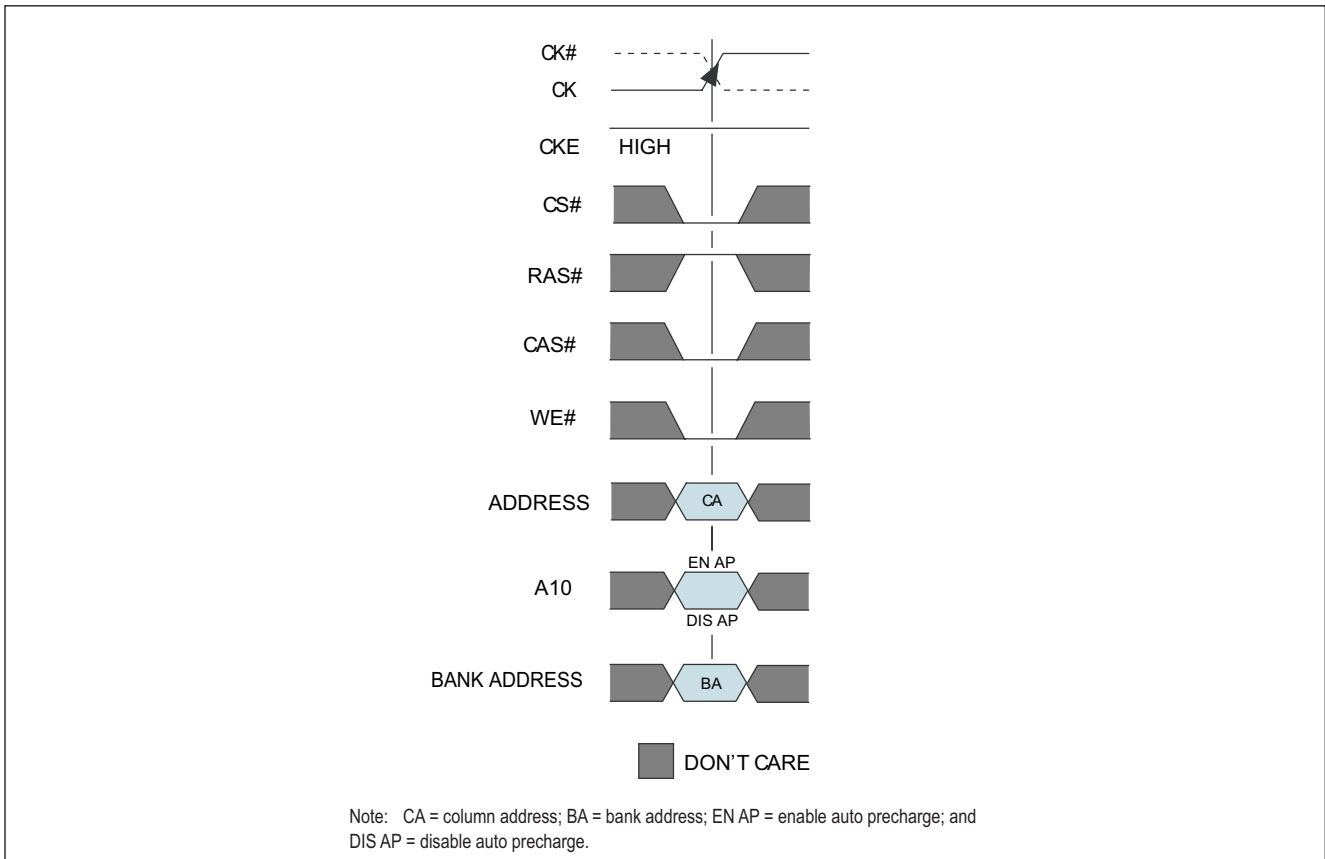 CK#
CK
CKE HIGH
CS#
RAS#
CAS#
WE#
ADDRESS CA
EN AP
A10
DIS AP
BANK ADDRESS BA
DON'T CARE
Note: CA = column address; BA = bank address; EN AP = enable auto precharge; and
DIS AP = disable auto precharge.